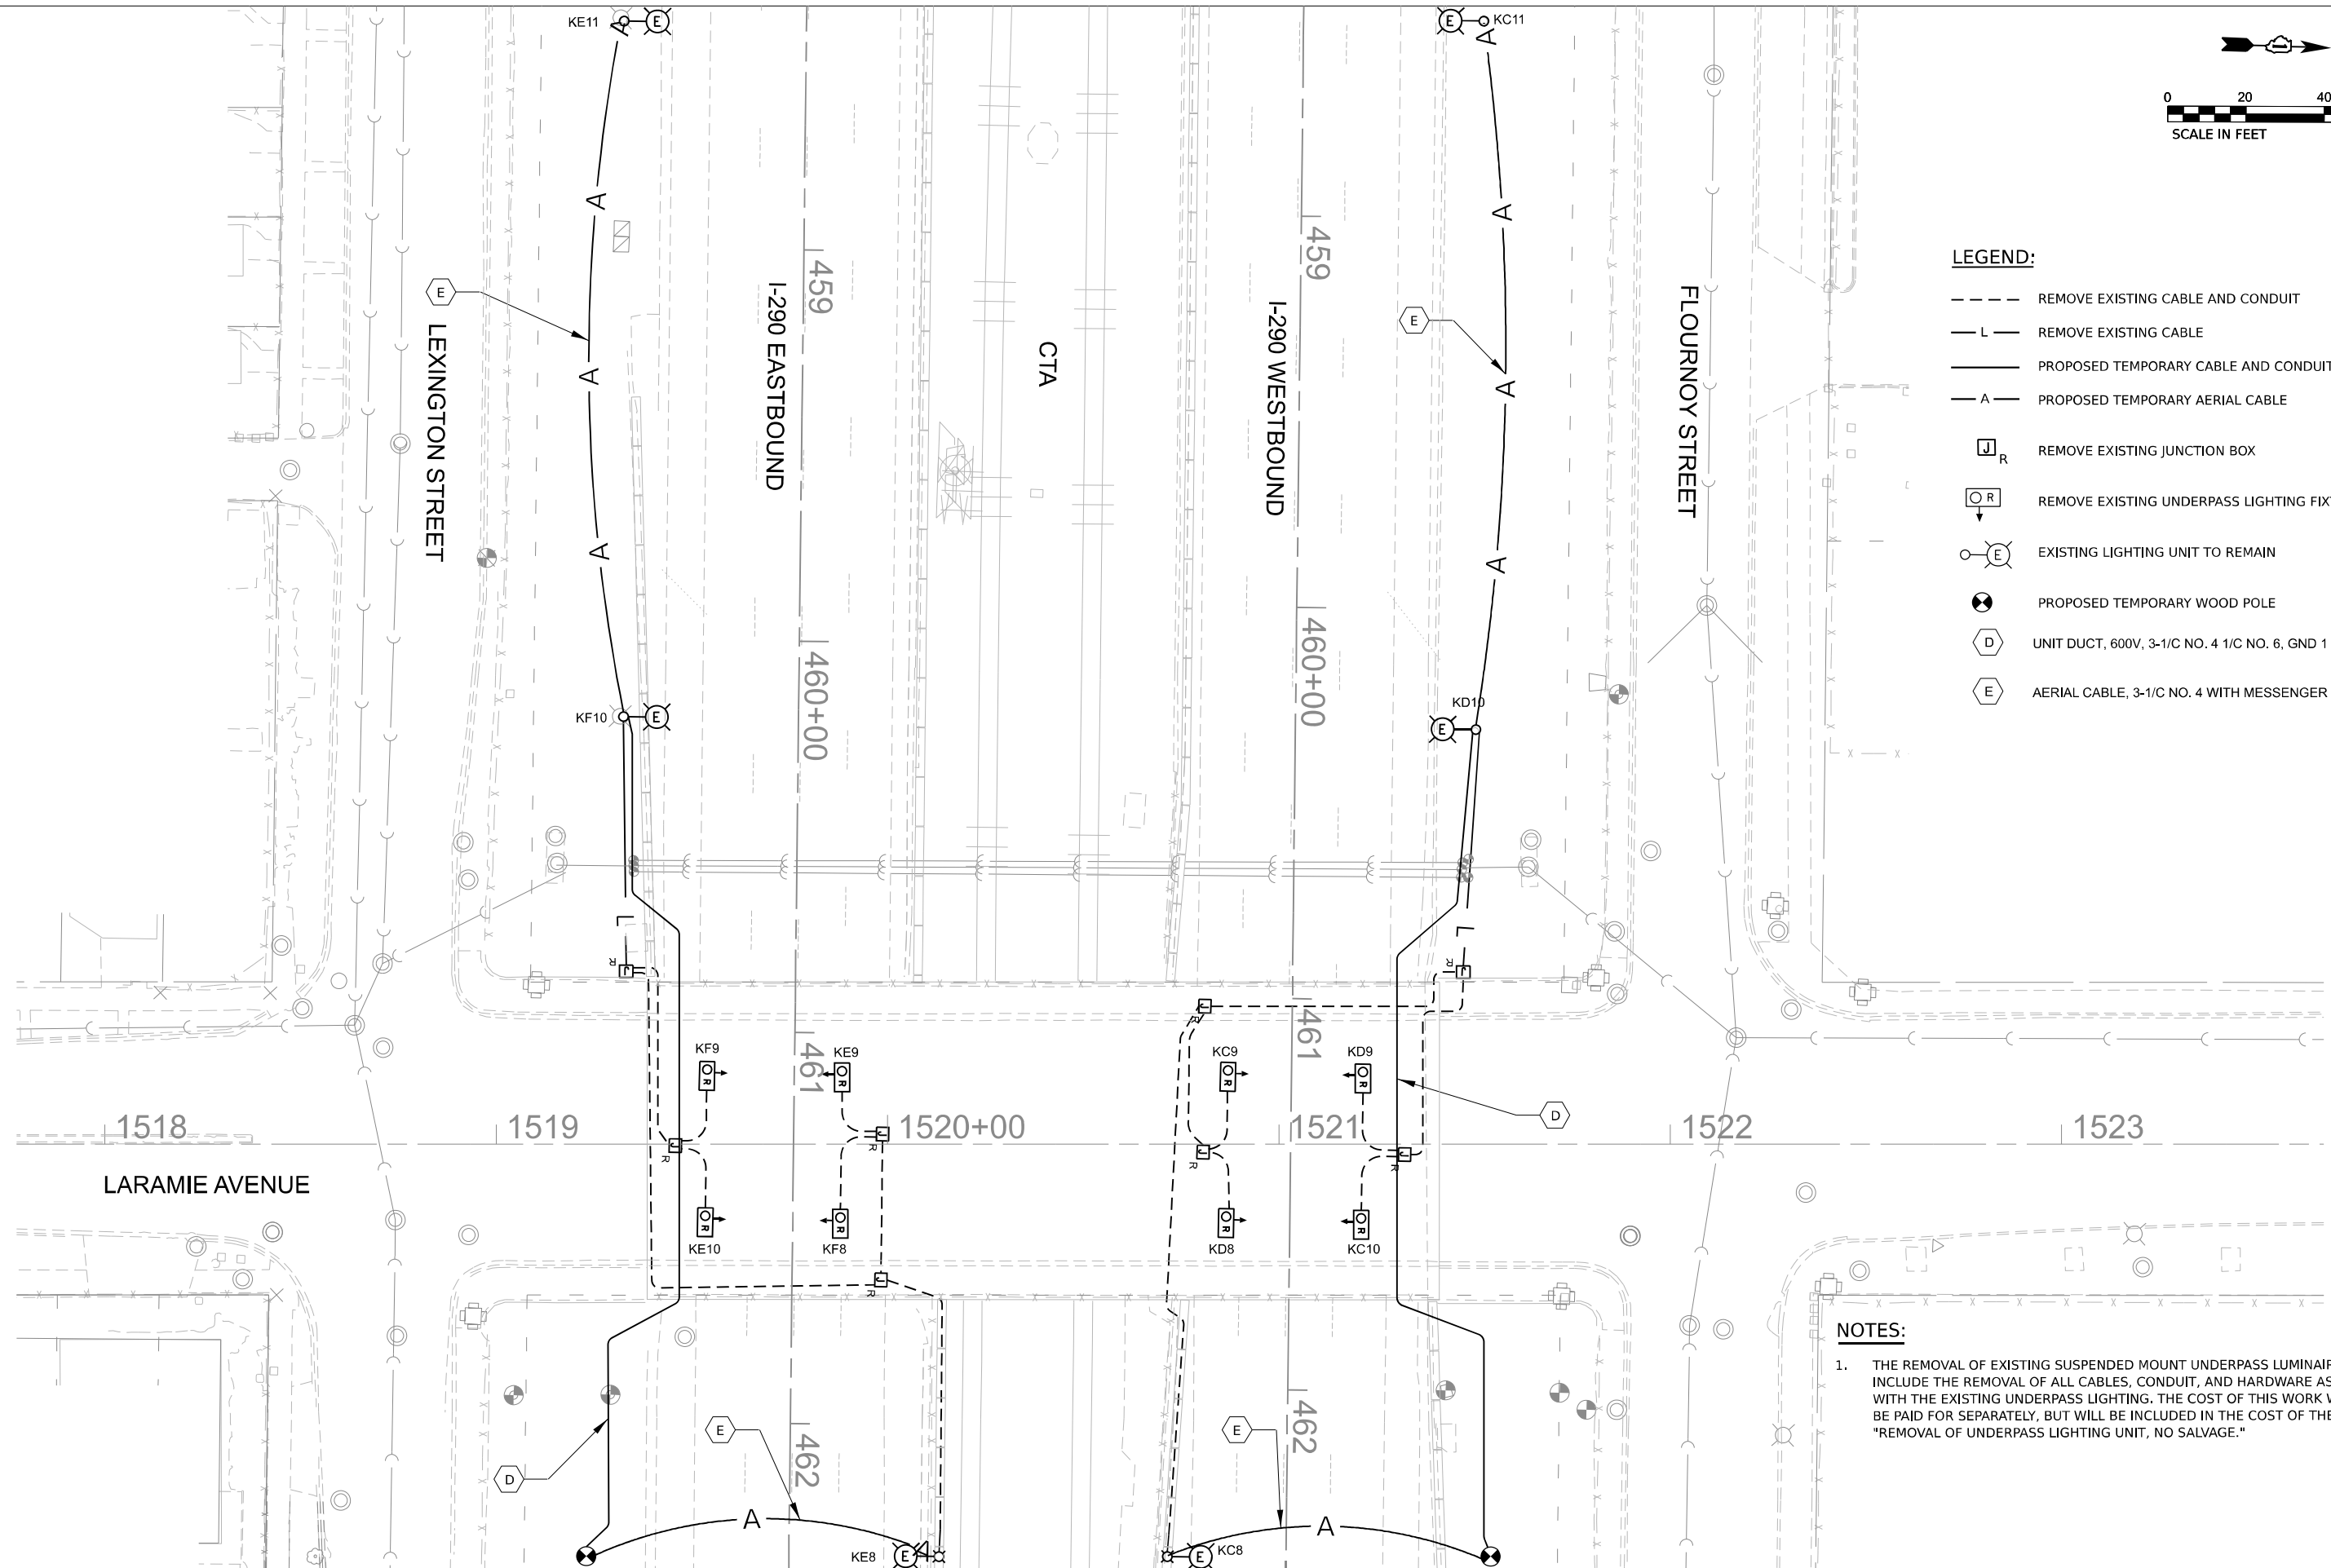 KE11
E
E
KC11
A
A
0 20 40
SCALE IN FEET
A
A
LEGEND:
REMOVE EXISTING CABLE AND CONDUIT
L REMOVE EXISTING CABLE
PROPOSED TEMPORARY CABLE AND CONDUIT
A PROPOSED TEMPORARY AERIAL CABLE
J R REMOVE EXISTING JUNCTION BOX
R REMOVE EXISTING UNDERPASS LIGHTING
E EXISTING LIGHTING UNIT TO REMAIN
PROPOSED TEMPORARY WOOD POLE
D UNIT DUCT, 600V, 3-1/C NO. 4 1/C NO. 6, GND 1
E AERIAL CABLE, 3-1/C NO. 4 WITH MESSENGER
459
459
E
E
LEXINGTON STREET
I-290 EASTBOUND
CTA
I-290 WESTBOUND
FLOURNOY STREET
A
A
A
A
460+00
460+00
KF10
E
E
KD10
L
L
J
R
J
R
J
R
461
461
KF9
KE9
KC9
KD9
R
R
R
R
D
1518
1519
1520+00
1521
1522
1523
J
R
J
R
J
R
J
R
LARAMIE AVENUE
R
R
R
R
KE10
KF8
KD8
KC10
J
R
NOTES:
1. THE REMOVAL OF EXISTING SUSPENDED MOUNT UNDERPASS
INCLUDE THE REMOVAL OF ALL CABLES, CONDUIT, AND HARDWARE
WITH THE EXISTING UNDERPASS LIGHTING. THE COST OF THIS WORK
BE PAID FOR SEPARATELY, BUT WILL BE INCLUDED IN THE COST OF
"REMOVAL OF UNDERPASS LIGHTING UNIT, NO SALVAGE."
462
462
E
E
D
A
A
KE8
E
A
E
KC8